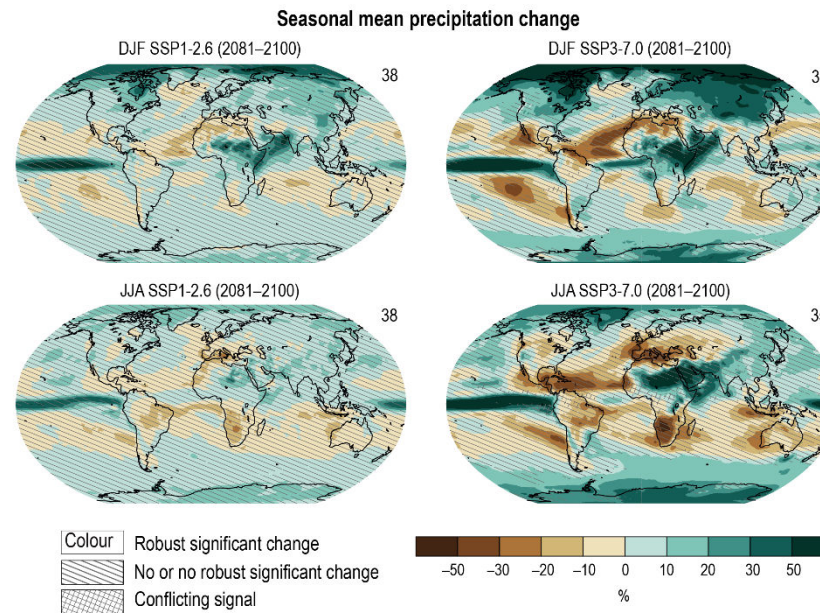 Seasonal mean precipitation change
DJF SSP1-2.6 (2081–2100)
DJF SSP3-7.0 (2081–2100)
38
3
JJA SSP1-2.6 (2081–2100)
JJA SSP3-7.0 (2081–2100)
38
Colour
Robust significant change
No or no robust significant change
Conflicting signal
–50 –30 –20 –10 0 10 20 30 50
%